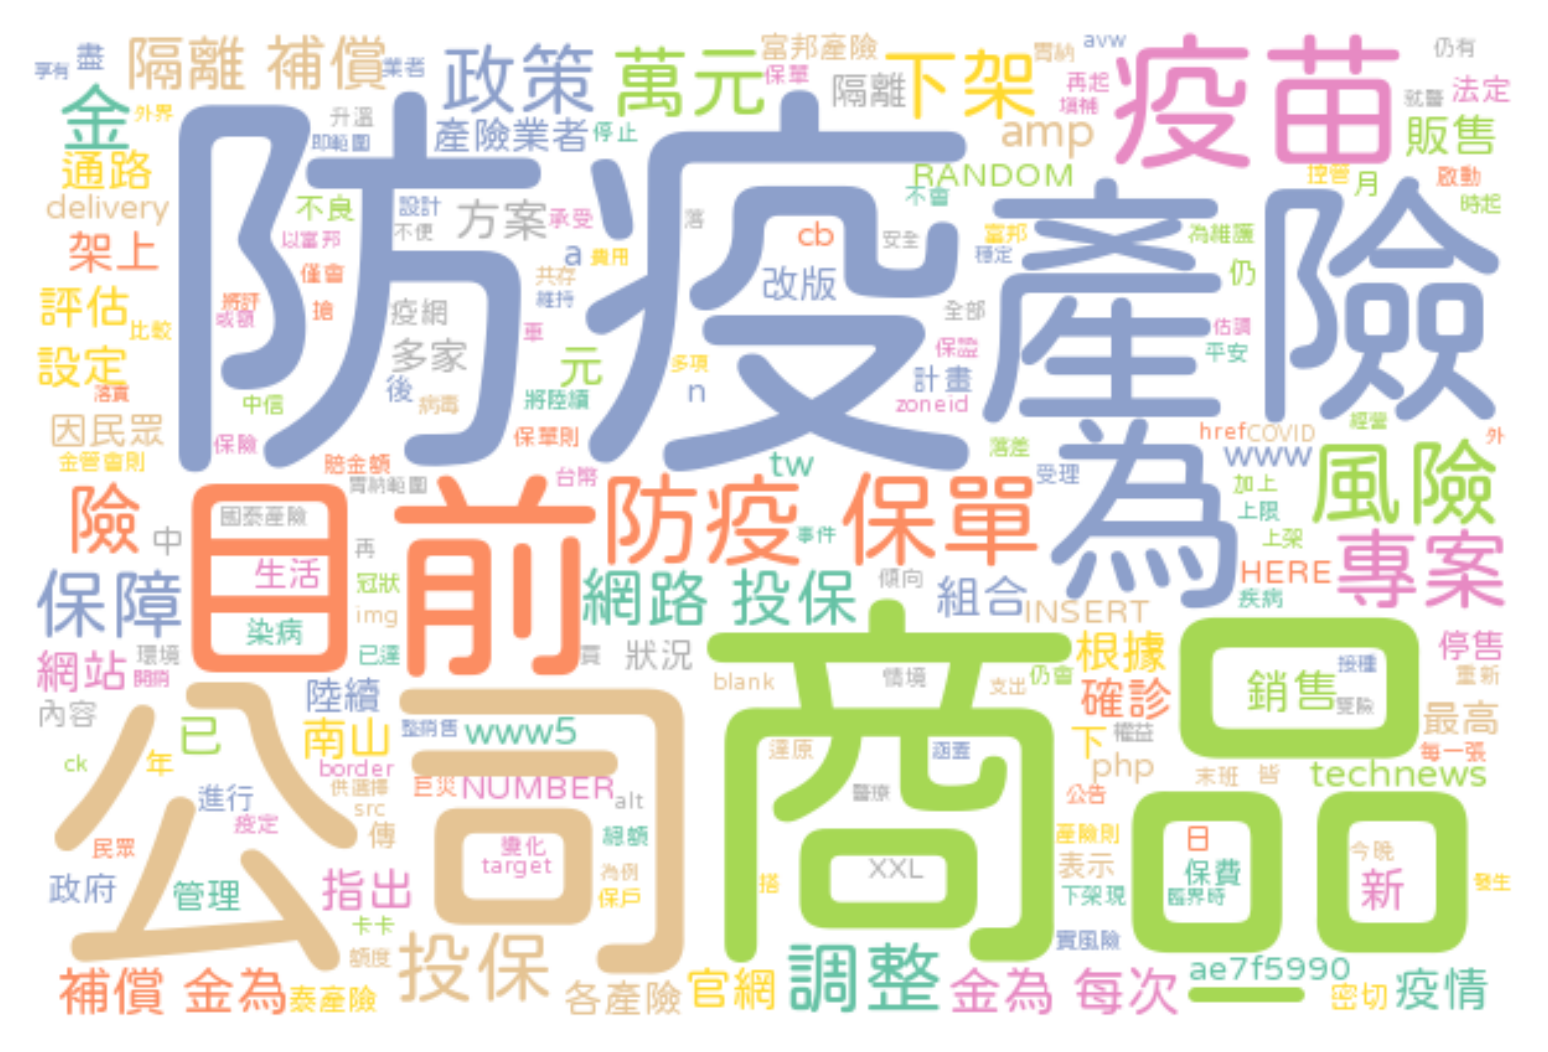 享有 盡 隔離 補償 業者 政策 萬元 富邦產險 保單 下架 avw 再起 疫苗 仍有
金 外界 升溫 即範圍 產險業者 停止 隔離 amp 填補 就醫 法定 販售
通路 RANDOM 不會 控管 月 啟動
delivery 不良 設計 方案 承受 落 時起
架上 以富邦 不便 a 費用 cb 安全 富邦 穩定 為維護
防疫 產險
僅會 共存 改版 仍
評估 比較 將評 或額 搶 疫網 維持 全部 估調
設定 多家 車 元 多項 保證 平安
落實 中信 後 病毒 將陸續 n 計畫 zoneid
因民眾 保險 保單則 落差 href COVID 經營 外
金管會則 賠金額 台幣 tw 受理 www 風險
險 中 國泰產險 目前 防疫 保單 為 加上 上限
再 事件 上架 專案
保障 生活 冠狀 網路 投保 傾向 組合 HERE 疾病
染病 img INSERT
網站 環境 已達 買 狀況 仍會 根據 停售
開銷 blank 情境 支出 接種 重新
內容 陸續 公司 商品 確診 銷售 雙險 最高
已 南山 整銷售 www5 達原 涵蓋 下 權益 每一張
ck 年 border php 末班 皆 technews
進行 供選擇 巨災 NUMBER alt 醫療 公告
疫定 src
民眾 傳 變化 總額 產險則 日 今晚
政府 管理 指出 target 為例 保戶 搭 XXL 表示 保費 新 發生
卡卡 下架現 臨界時
額度 投保 調整 實風險
補償 金為 泰產險 各產險 官網 金為 每次 ae7f5990 密切 疫情